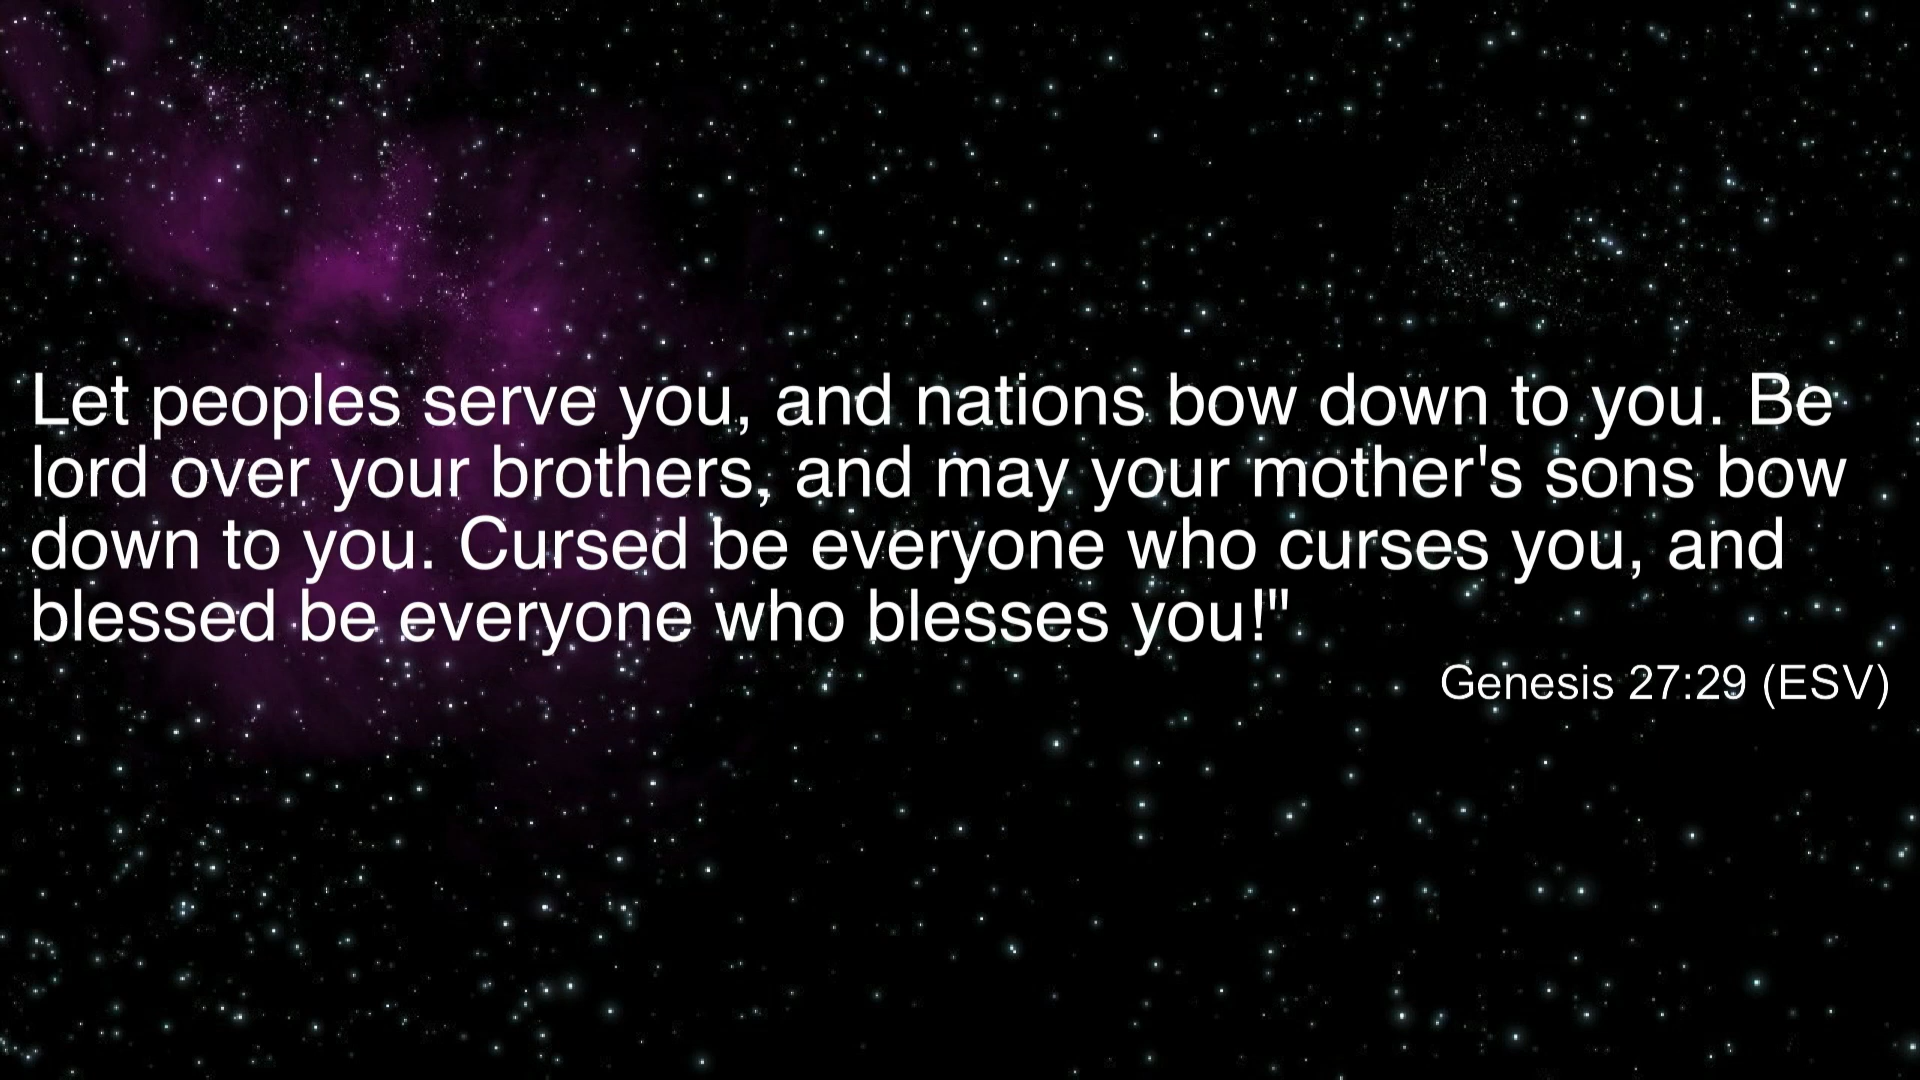 Let peoples serve you, and nations bow down to you. Be
lord over your brothers, and may your mother's sons bow
down to you. Cursed be everyone who curses you, and
blessed be everyone who blesses you!"
Genesis 27:29 (ESV)